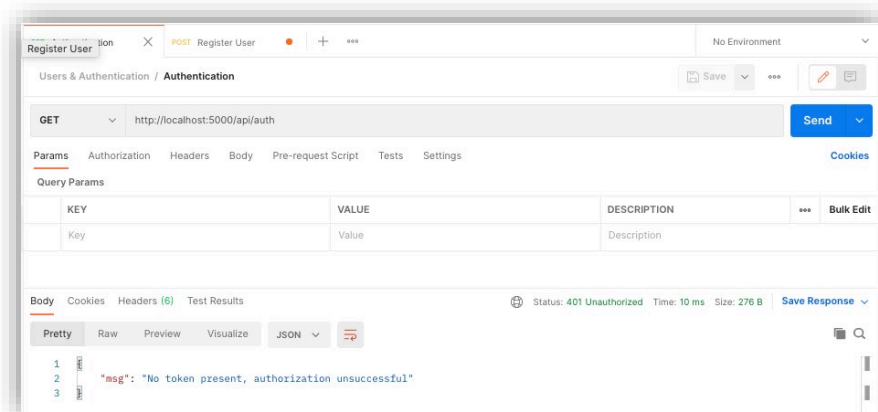 Register User
POST Register User
No Environment
Users & Authentication / Authentication
Save
GET
http://localhost:5000/api/auth
Send
Params Authorization Headers Body Pre-request Script Tests Settings
Cookies
Query Params
KEY VALUE DESCRIPTION
Bulk Edit
Key Value Description
Body Cookies Headers (6) Test Results
Status: 401 Unauthorized Time: 10 ms Size: 276 B Save Response
Pretty Raw Preview Visualize JSON
1 {
2 "msg": "No token present, authorization unsuccessful"
3 }